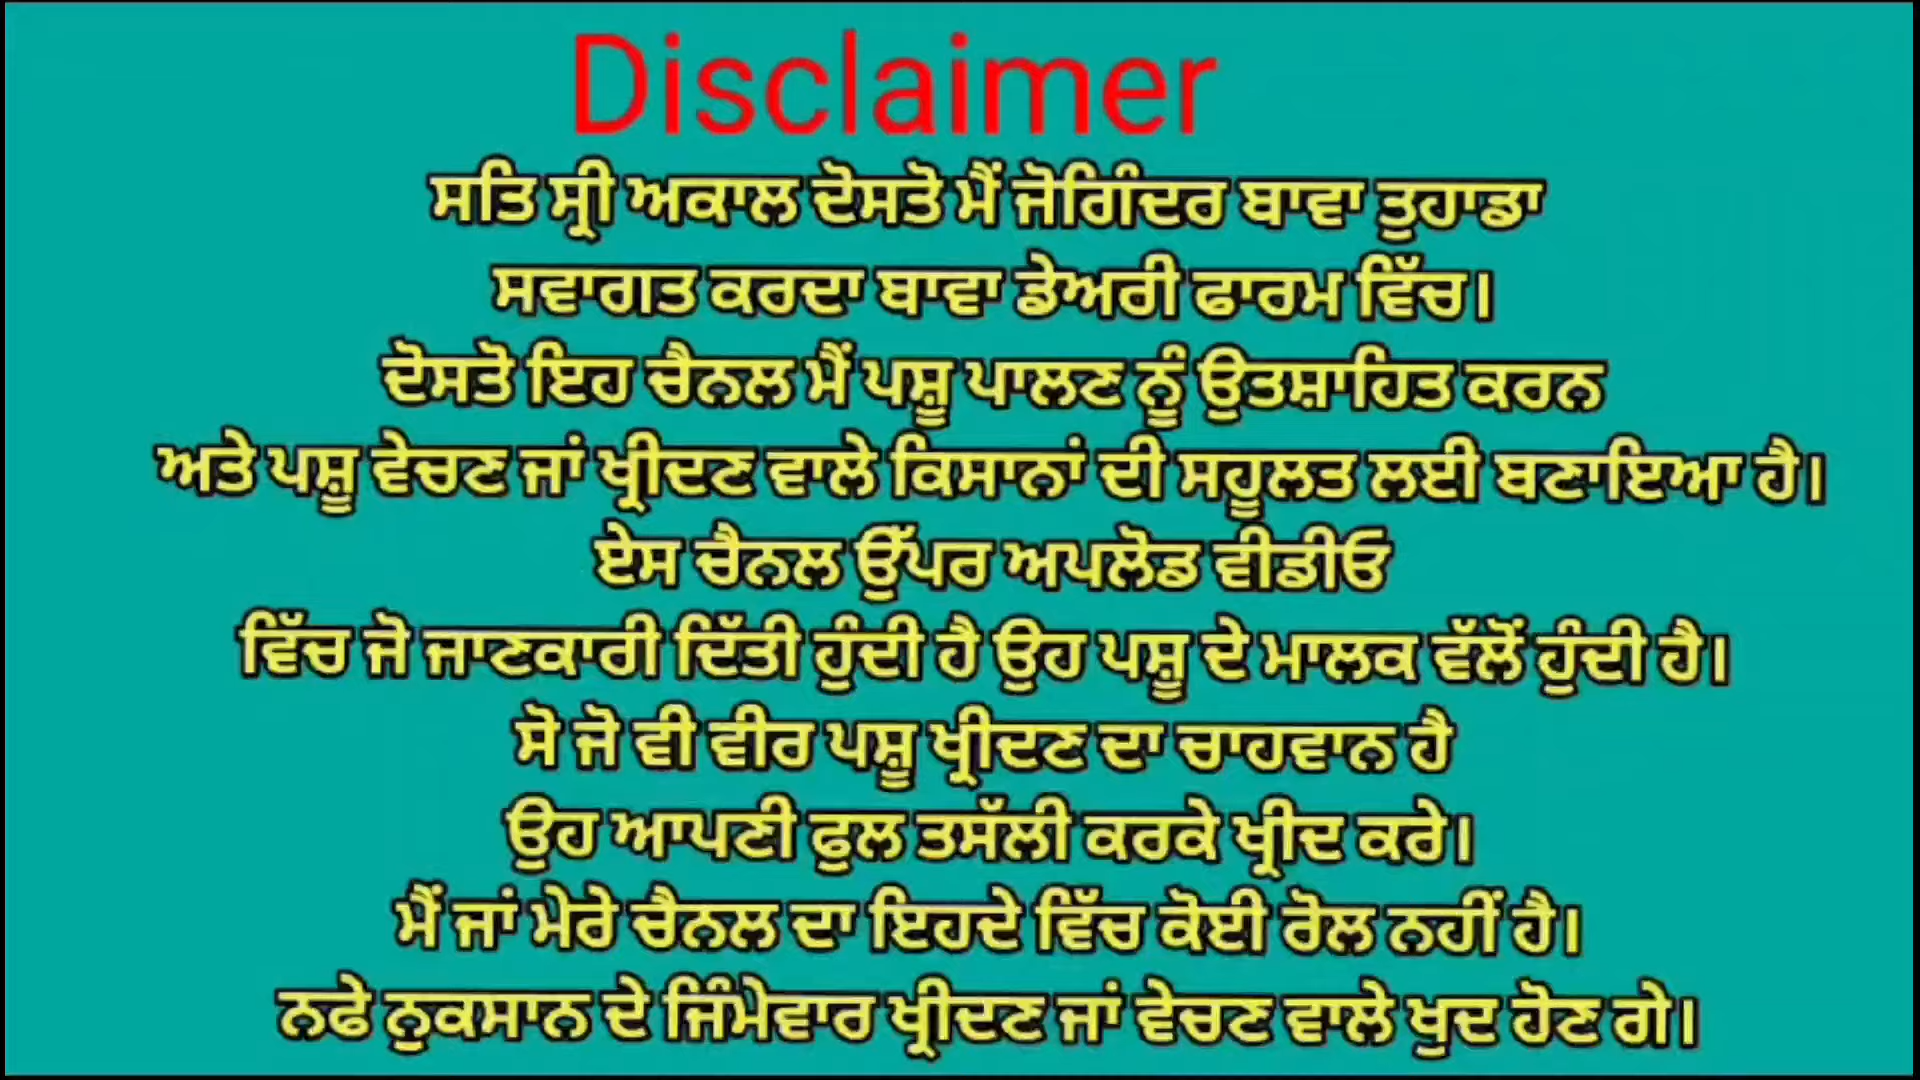 Disclaimer
ਸਤਿ ਸ੍ਰੀ ਅਕਾਲ ਦੋਸਤੋ ਮੈਂ ਜੋਗਿੰਦਰ ਬਾਵਾ ਤੁਹਾਡਾ
ਸਵਾਗਤ ਕਰਦਾ ਬਾਵਾ ਡੇਅਰੀ ਫਾਰਮ ਵਿੱਚ।
ਦੋਸਤੋ ਇਹ ਚੈਨਲ ਮੈਂ ਪਸ਼ੂ ਪਾਲਣ ਨੂੰ ਉਤਸ਼ਾਹਿਤ ਕਰਨ
ਅਤੇ ਪਸ਼ੂ ਵੇਚਣ ਜਾਂ ਖ੍ਰੀਦਣ ਵਾਲੇ ਕਿਸਾਨਾਂ ਦੀ ਸਹੂਲਤ ਲਈ ਬਣਾਇਆ ਹੈ।
ਏਸ ਚੈਨਲ ਉੱਪਰ ਅਪਲੋਡ ਵੀਡੀਓ
ਵਿੱਚ ਜੋ ਜਾਣਕਾਰੀ ਦਿੱਤੀ ਹੁੰਦੀ ਹੈ ਉਹ ਪਸ਼ੂ ਦੇ ਮਾਲਕ ਵੱਲੋਂ ਹੁੰਦੀ ਹੈ।
ਸੋ ਜੋ ਵੀ ਵੀਰ ਪਸ਼ੂ ਖ੍ਰੀਦਣ ਦਾ ਚਾਹਵਾਨ ਹੈ
ਉਹ ਆਪਣੀ ਫੁਲ ਤਸੱਲੀ ਕਰਕੇ ਖ੍ਰੀਦ ਕਰੇ।
ਮੈਂ ਜਾਂ ਮੇਰੇ ਚੈਨਲ ਦਾ ਇਹਦੇ ਵਿੱਚ ਕੋਈ ਰੋਲ ਨਹੀਂ ਹੈ।
ਨਫੇ ਨੁਕਸਾਨ ਦੇ ਜਿੰਮੇਵਾਰ ਖ੍ਰੀਦਣ ਜਾਂ ਵੇਚਣ ਵਾਲੇ ਖੁਦ ਹੋਣ ਗੇ।